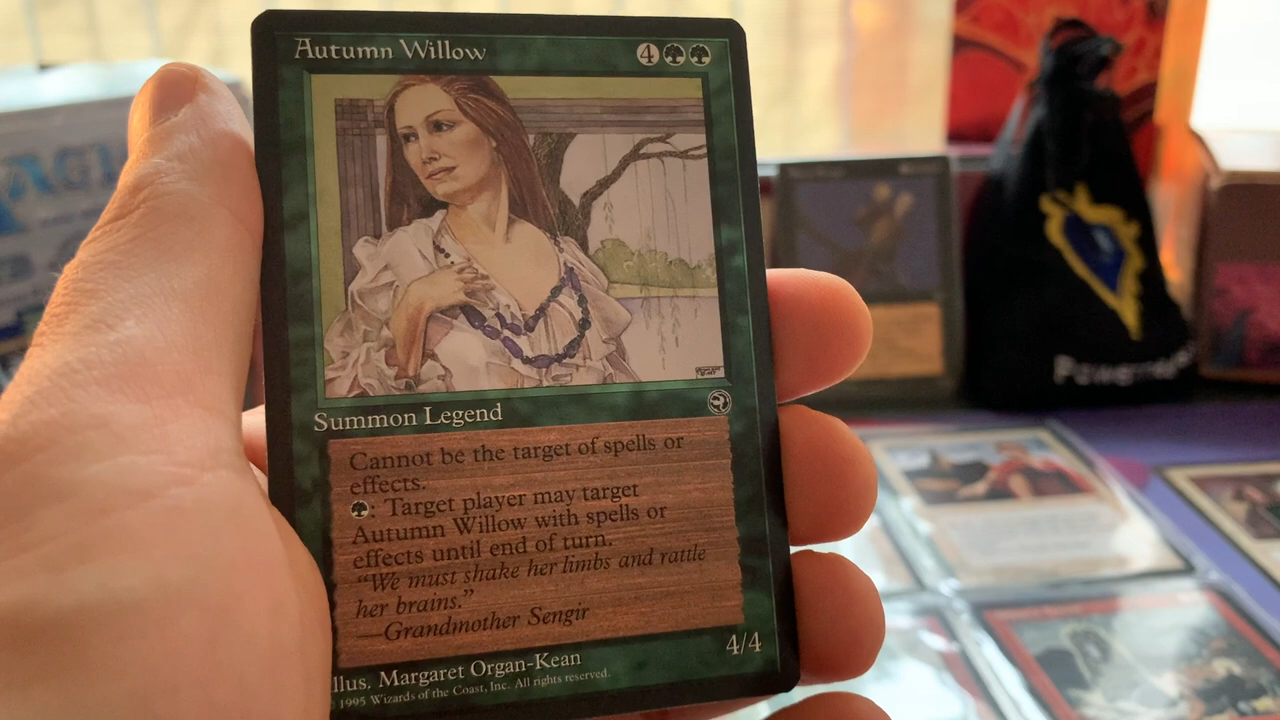 Autumn Willow 4
Summon Legend
Cannot be the target of spells or
effects.
: Target player may target
Autumn Willow with spells or
effects until end of turn.
"We must shake her limbs and rattle
her brains."
—Grandmother Sengir
4/4
Illus. Margaret Organ-Kean
1995 Wizards of the Coast, Inc. All rights reserved.